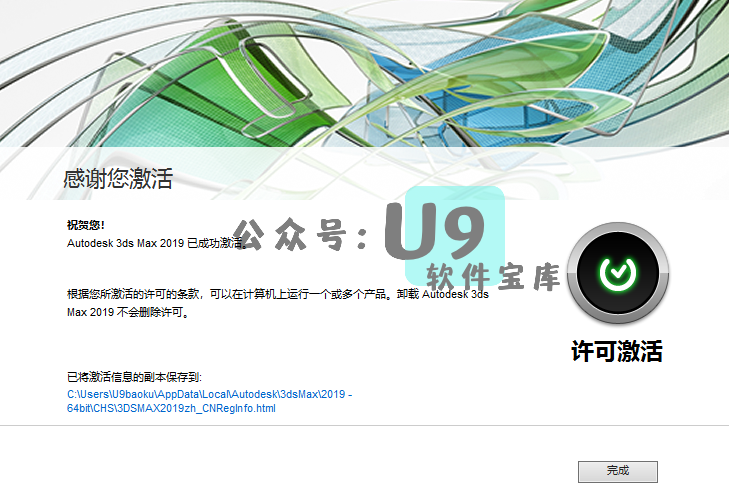 感谢您激活
祝贺您!
Autodesk 3ds Max 2019 已成功激活。
公众号:U9
软件宝库
根据您所激活的许可的条款，可以在计算机上运行一个或多个产品。卸载 Autodesk 3ds
Max 2019 不会删除许可。
许可激活
已将激活信息的副本保存到:
C:\Users\U9baoku\AppData\Local\Autodesk\3dsMax\2019 -
64bit\CHS\3DSMAX2019zh_CNRegInfo.html
完成